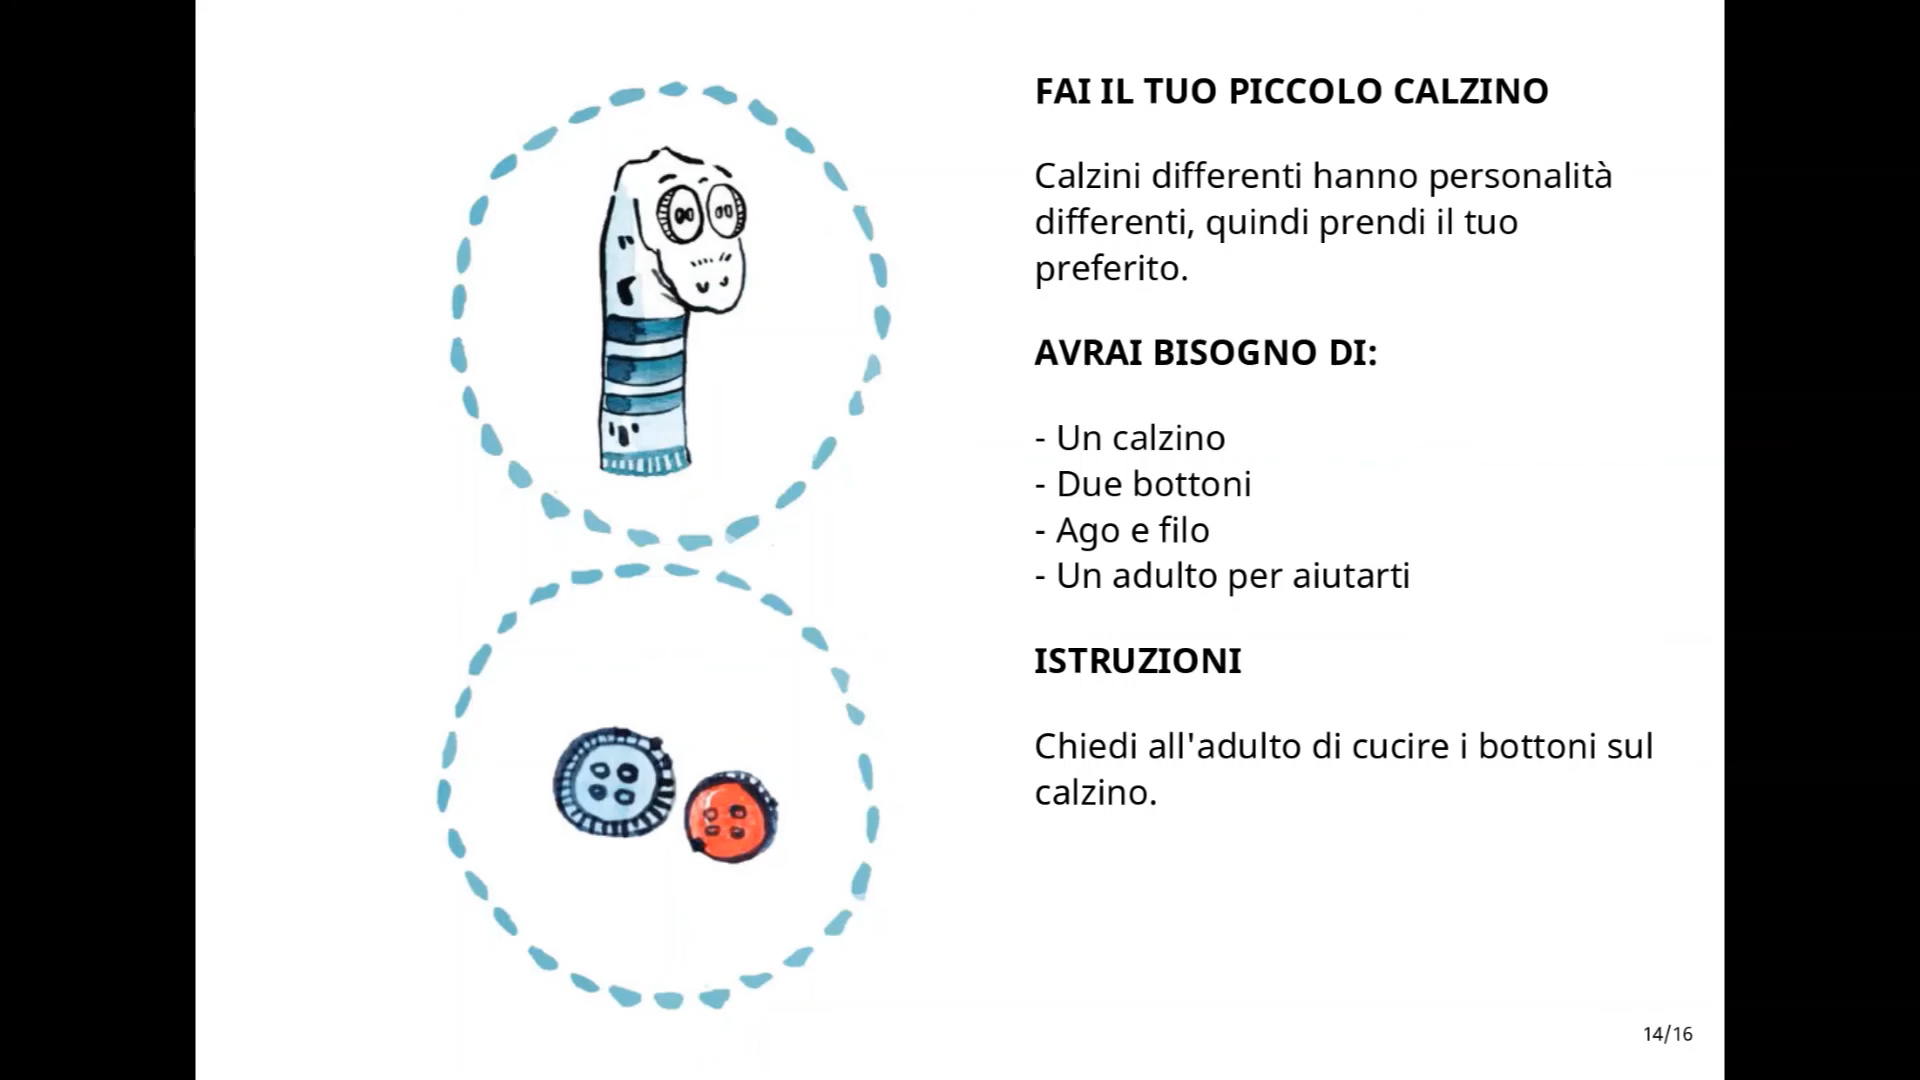 FAI IL TUO PICCOLO CALZINO
Calzini differenti hanno personalità
differenti, quindi prendi il tuo
preferito.
AVRAI BISOGNO DI:
- Un calzino
- Due bottoni
- Ago e filo
- Un adulto per aiutarti
ISTRUZIONI
Chiedi all'adulto di cucire i bottoni sul
calzino.
14/16